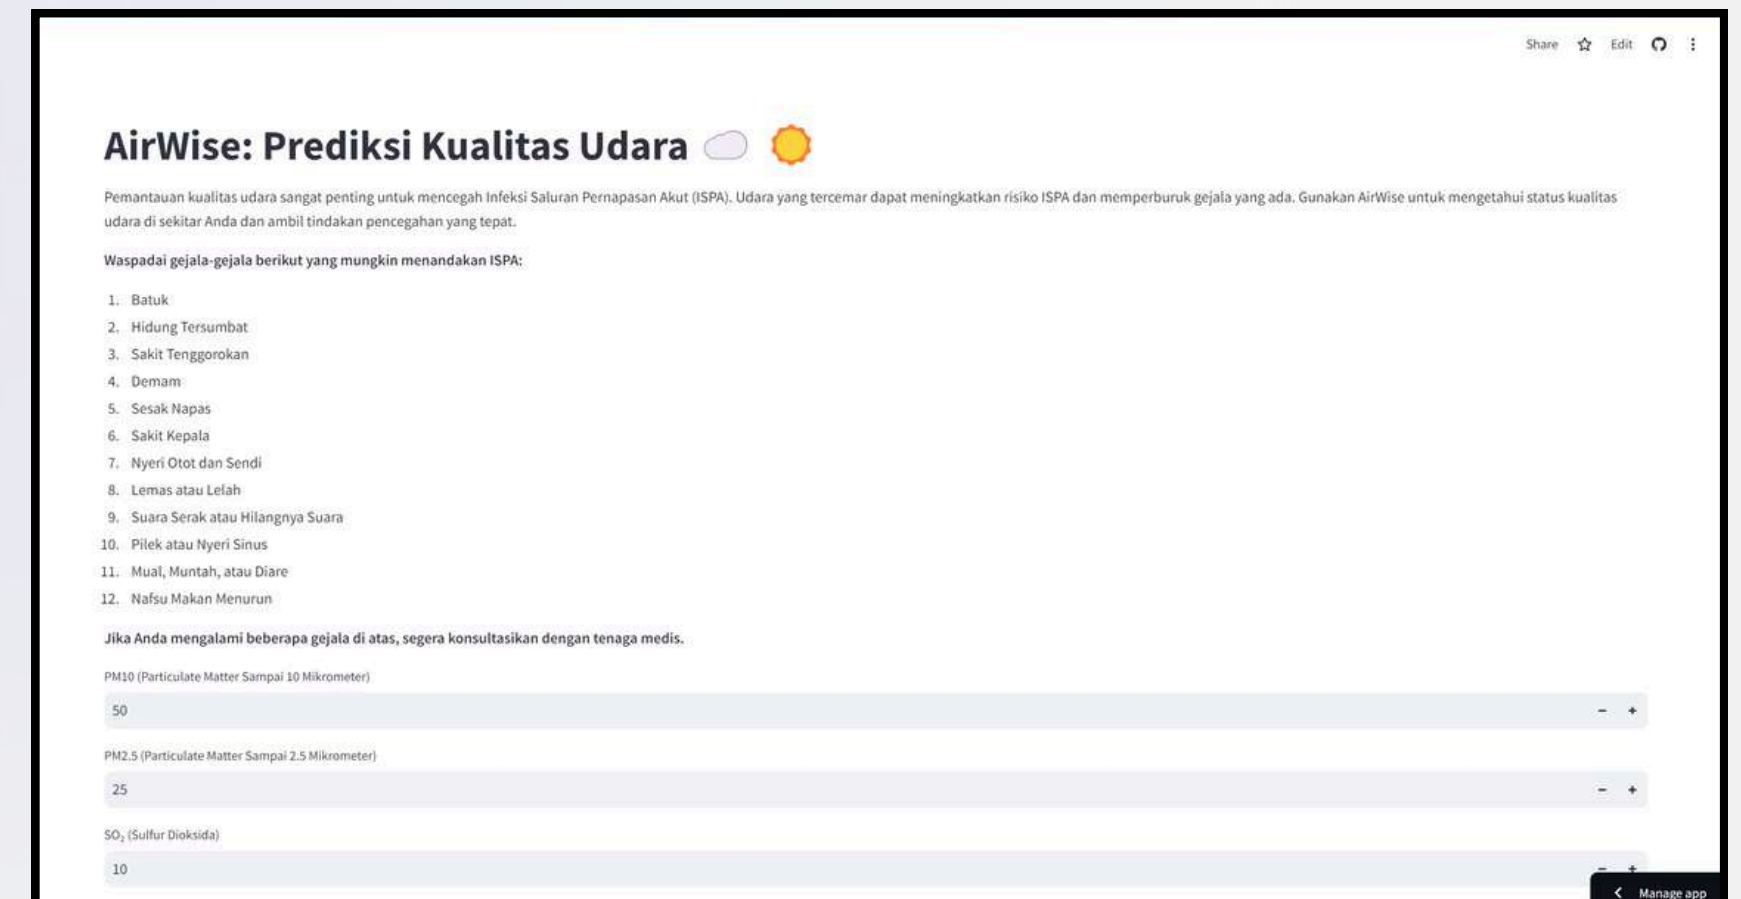 Share Edit
AirWise: Prediksi Kualitas Udara
Pemantauan kualitas udara sangat penting untuk mencegah Infeksi Saluran Pernapasan Akut (ISPA). Udara yang tercemar dapat meningkatkan risiko ISPA dan memperburuk gejala yang ada. Gunakan AirWise untuk mengetahui status kualitas
udara di sekitar Anda dan ambil tindakan pencegahan yang tepat.
Waspadai gejala-gejala berikut yang mungkin menandakan ISPA:
1. Batuk
2. Hidung Tersumbat
3. Sakit Tenggorokan
4. Demam
5. Sesak Napas
6. Sakit Kepala
7. Nyeri Otot dan Sendi
8. Lemas atau Lelah
9. Suara Serak atau Hilangnya Suara
10. Pilek atau Nyeri Sinus
11. Mual, Muntah, atau Diare
12. Nafsu Makan Menurun
Jika Anda mengalami beberapa gejala di atas, segera konsultasikan dengan tenaga medis.
PM10 (Particulate Matter Sampai 10 Mikrometer)
50 − +
PM2.5 (Particulate Matter Sampai 2.5 Mikrometer)
25 − +
SO₂ (Sulfur Dioksida)
10 − +
Manage app